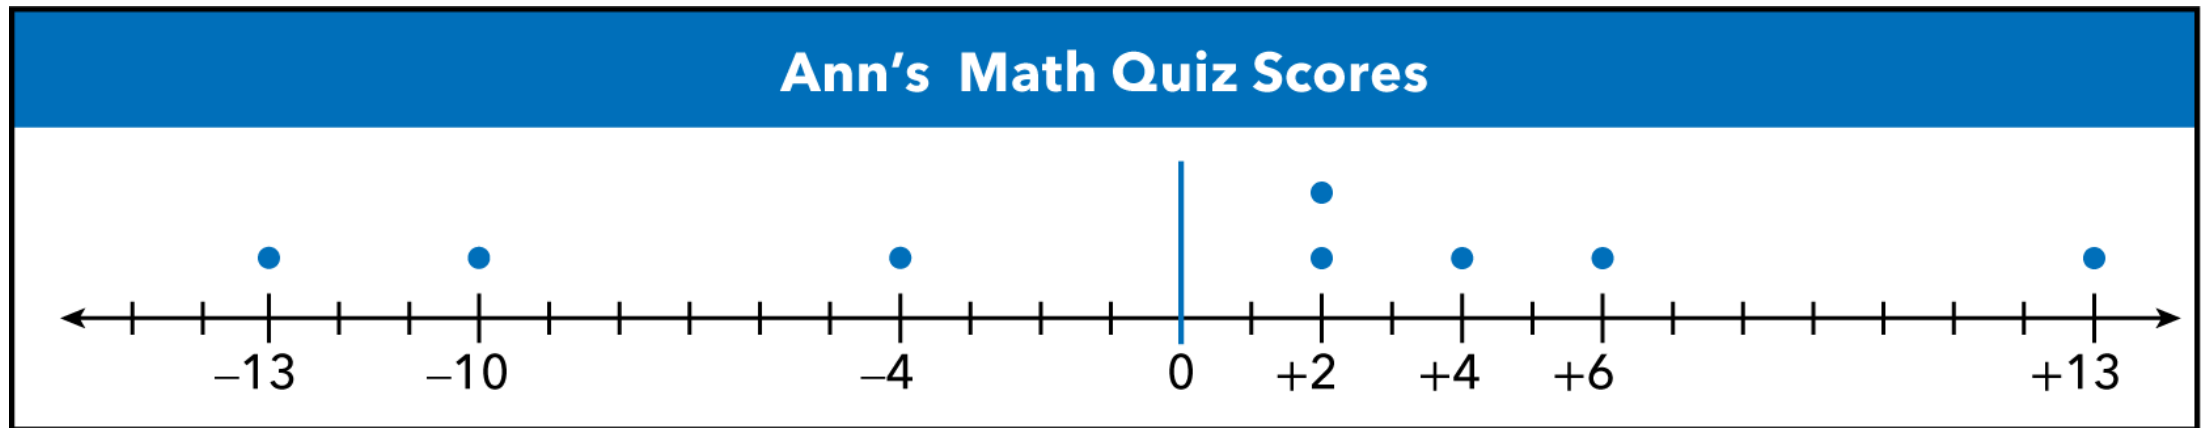 Ann’s  Math Quiz Scores
–13 –10 –4 0 +2 +4 +6 +13